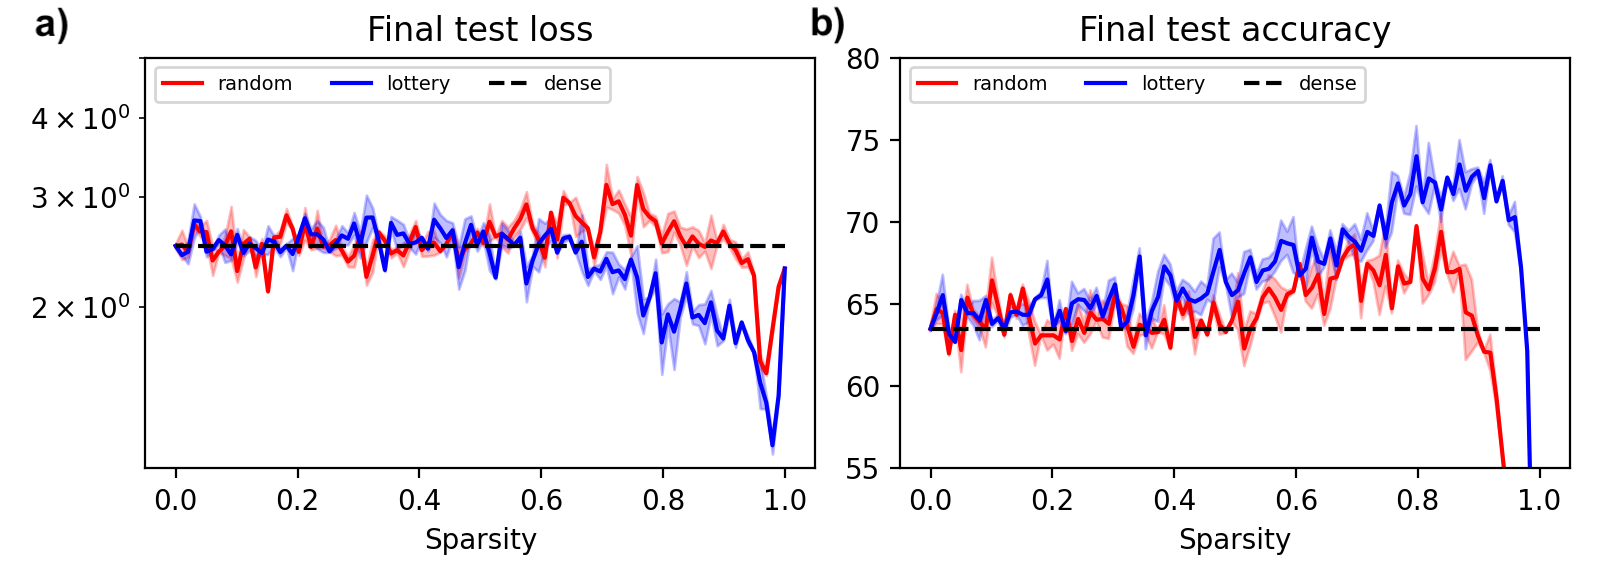 a)
Final test loss
random lottery dense
4 × 10⁰
3 × 10⁰
2 × 10⁰
0.0 0.2 0.4 0.6 0.8 1.0
Sparsity
b)
Final test accuracy
random lottery dense
80
75
70
65
60
55
0.0 0.2 0.4 0.6 0.8 1.0
Sparsity